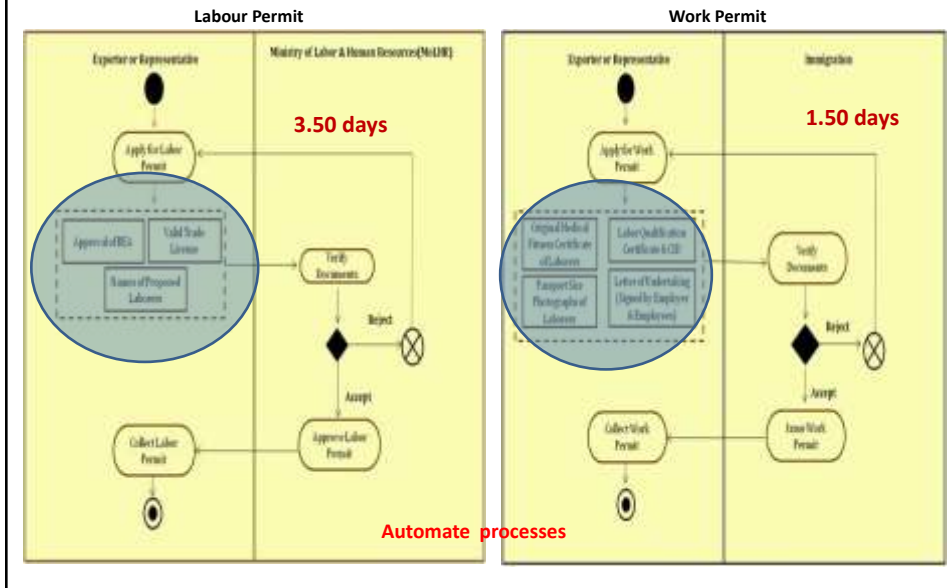 Labour Permit
Exporter or Representative
Ministry of Labor & Human Resources(MoLHR)
3.50 days
Apply for Labor
Permit
Approval of BEA
Valid Trade
License
Names of Proposed
Laborers
Verify
Documents
Reject
Accept
Approve Labor
Permit
Collect Labor
Permit
Work Permit
Exporter or Representative
Immigration
1.50 days
Apply for Work
Permit
Original Medical
Fitness Certificate
of Laborers
Labor Qualification
Certificate & CID
Passport Size
Photographs of
Laborers
Letter of Undertaking
(Signed by Employer
& Employees)
Verify
Documents
Reject
Accept
Issue Work
Permit
Collect Work
Permit
Automate processes